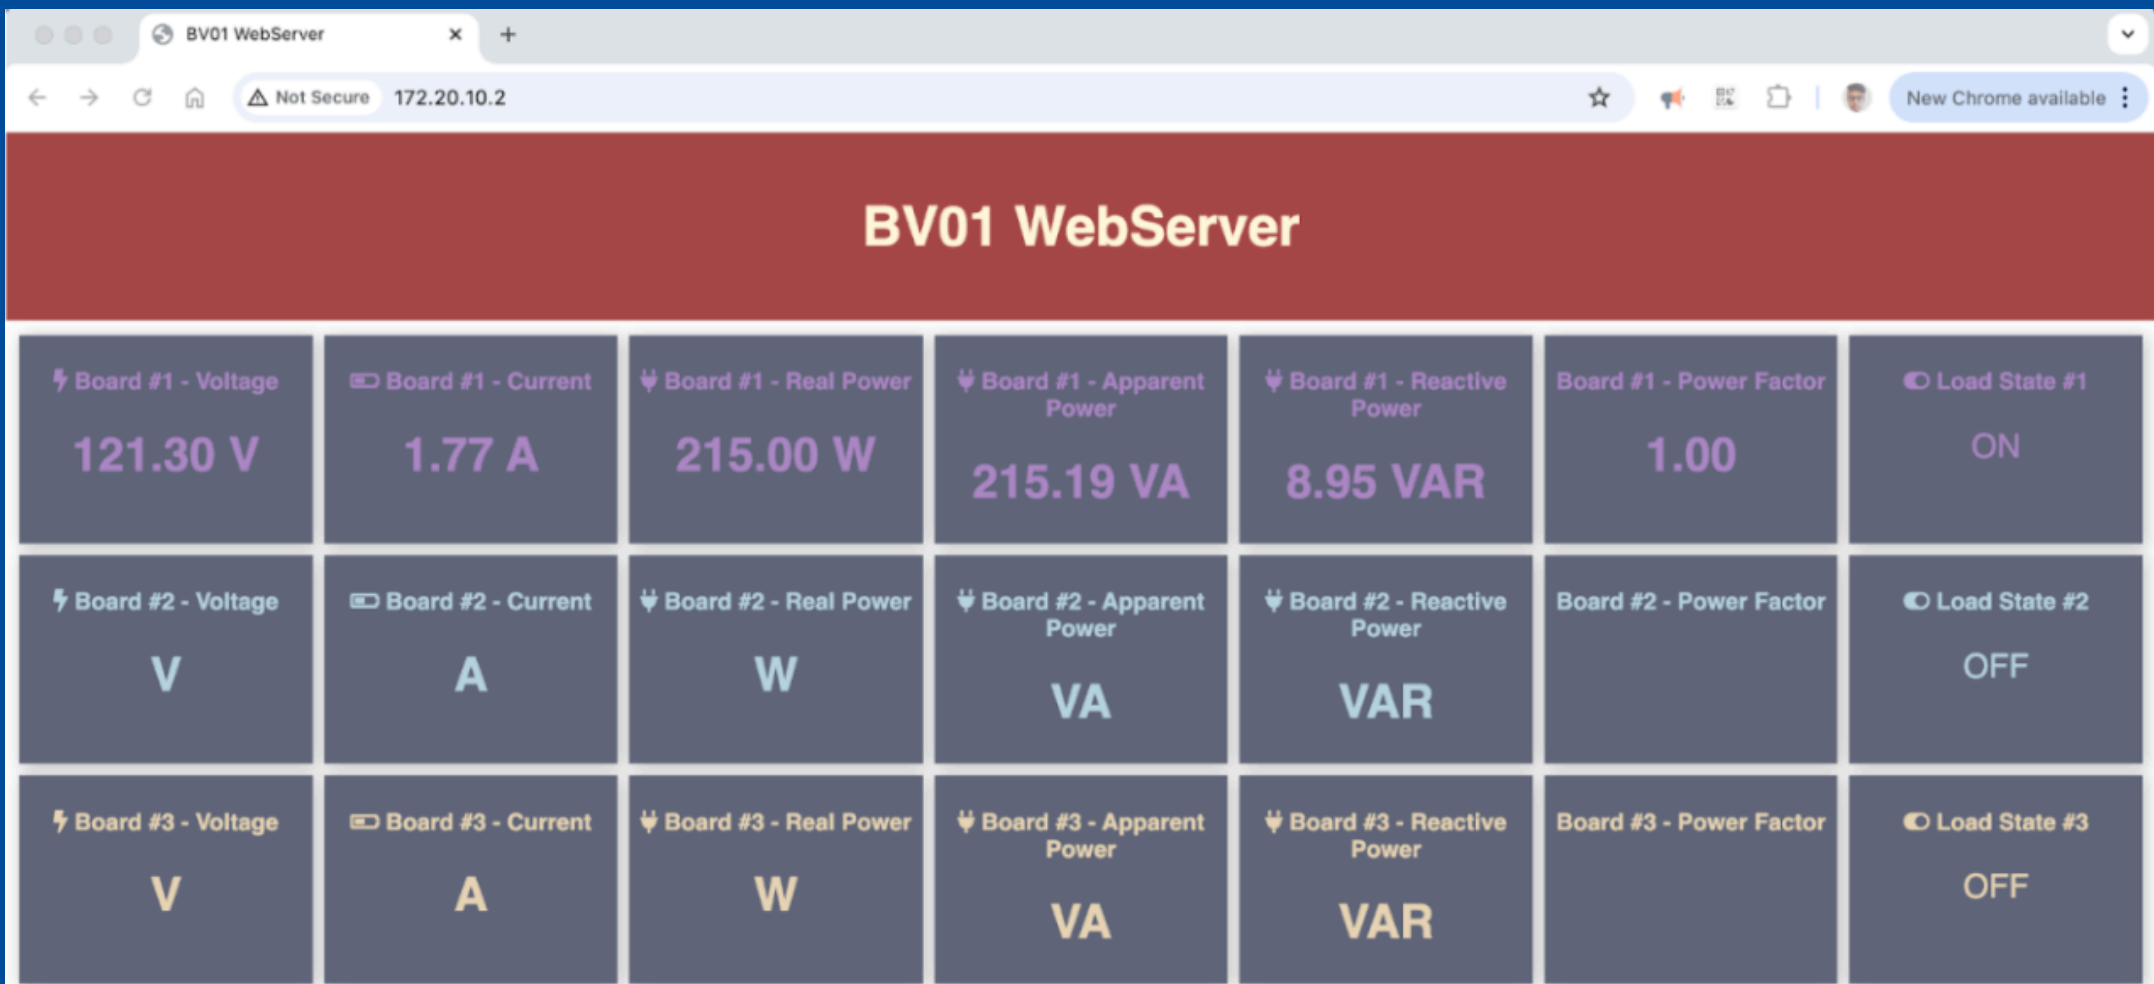 BV01 WebServer
Not Secure 172.20.10.2
New Chrome available
BV01 WebServer
Board #1 - Voltage
121.30 V
Board #1 - Current
1.77 A
Board #1 - Real Power
215.00 W
Board #1 - Apparent
Power
215.19 VA
Board #1 - Reactive
Power
8.95 VAR
Board #1 - Power Factor
1.00
Load State #1
ON
Board #2 - Voltage
V
Board #2 - Current
A
Board #2 - Real Power
W
Board #2 - Apparent
Power
VA
Board #2 - Reactive
Power
VAR
Board #2 - Power Factor
Load State #2
OFF
Board #3 - Voltage
V
Board #3 - Current
A
Board #3 - Real Power
W
Board #3 - Apparent
Power
VA
Board #3 - Reactive
Power
VAR
Board #3 - Power Factor
Load State #3
OFF